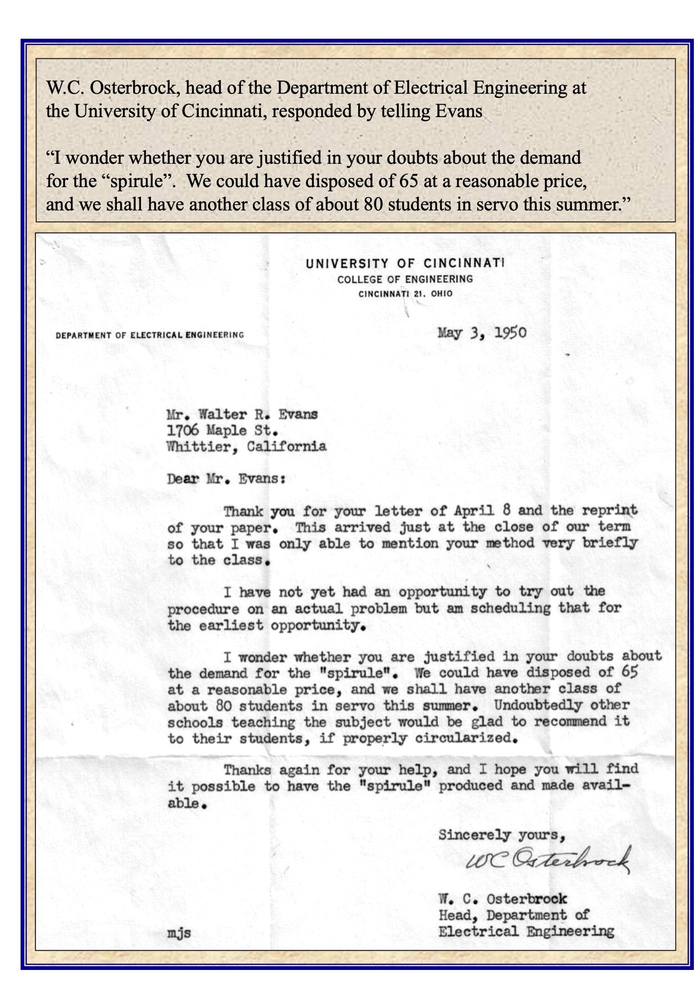 W.C. Osterbrock, head of the Department of Electrical Engineering at
the University of Cincinnati, responded by telling Evans
“I wonder whether you are justified in your doubts about the demand
for the “spirule”.  We could have disposed of 65 at a reasonable price,
and we shall have another class of about 80 students in servo this summer.”
UNIVERSITY OF CINCINNATI
COLLEGE OF ENGINEERING
CINCINNATI 21. OHIO
DEPARTMENT OF ELECTRICAL ENGINEERING
May 3, 1950
Mr. Walter R. Evans
1706 Maple St.
Whittier, California
Dear Mr. Evans:
Thank you for your letter of April 8 and the reprint
of your paper.  This arrived just at the close of our term
so that I was only able to mention your method very briefly
to the class.
I have not yet had an opportunity to try out the
procedure on an actual problem but am scheduling that for
the earliest opportunity.
I wonder whether you are justified in your doubts about
the demand for the "spirule".  We could have disposed of 65
at a reasonable price, and we shall have another class of
about 80 students in servo this summer.  Undoubtedly other
schools teaching the subject would be glad to recommend it
to their students, if properly circularized.
Thanks again for your help, and I hope you will find
it possible to have the "spirule" produced and made avail-
able.
Sincerely yours,
WC Osterbrock
W. C. Osterbrock
Head, Department of
Electrical Engineering
mjs